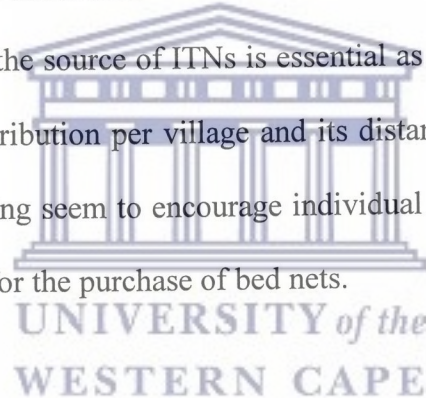 the source of ITNs is essential as
ribution per village and its distan
ng seem to encourage individual
or the purchase of bed nets.
UNIVERSITY of the
WESTERN CAPE